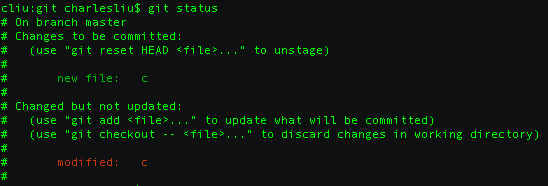 cliu:git charlesliu$ git status
# On branch master
# Changes to be committed:
#   (use "git reset HEAD <file>..." to unstage)
#
#       new file:   c
#
# Changed but not updated:
#   (use "git add <file>..." to update what will be committed)
#   (use "git checkout -- <file>..." to discard changes in working directory)
#
#       modified:   c
#